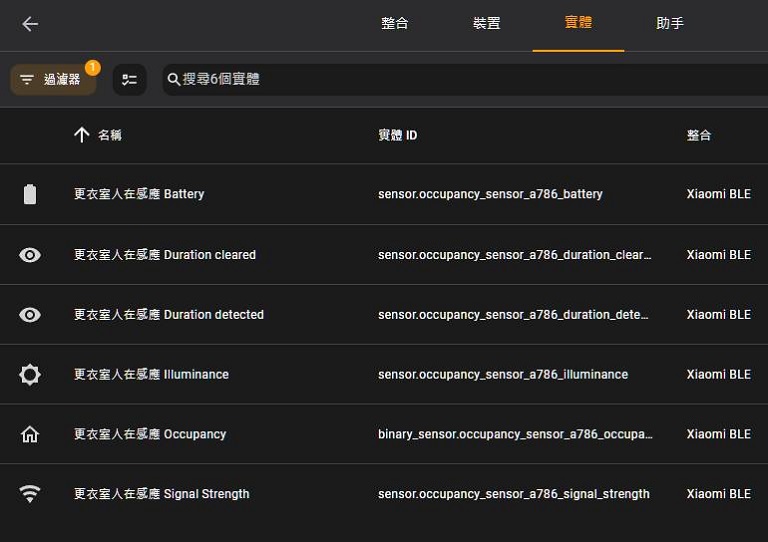 整合 裝置 實體 助手
過濾器 1 搜尋6個實體
名稱 實體 ID 整合
更衣室人在感應 Battery sensor.occupancy_sensor_a786_battery Xiaomi BLE
更衣室人在感應 Duration cleared sensor.occupancy_sensor_a786_duration_clear... Xiaomi BLE
更衣室人在感應 Duration detected sensor.occupancy_sensor_a786_duration_dete... Xiaomi BLE
更衣室人在感應 Illuminance sensor.occupancy_sensor_a786_illuminance Xiaomi BLE
更衣室人在感應 Occupancy binary_sensor.occupancy_sensor_a786_occupa... Xiaomi BLE
更衣室人在感應 Signal Strength sensor.occupancy_sensor_a786_signal_strength Xiaomi BLE